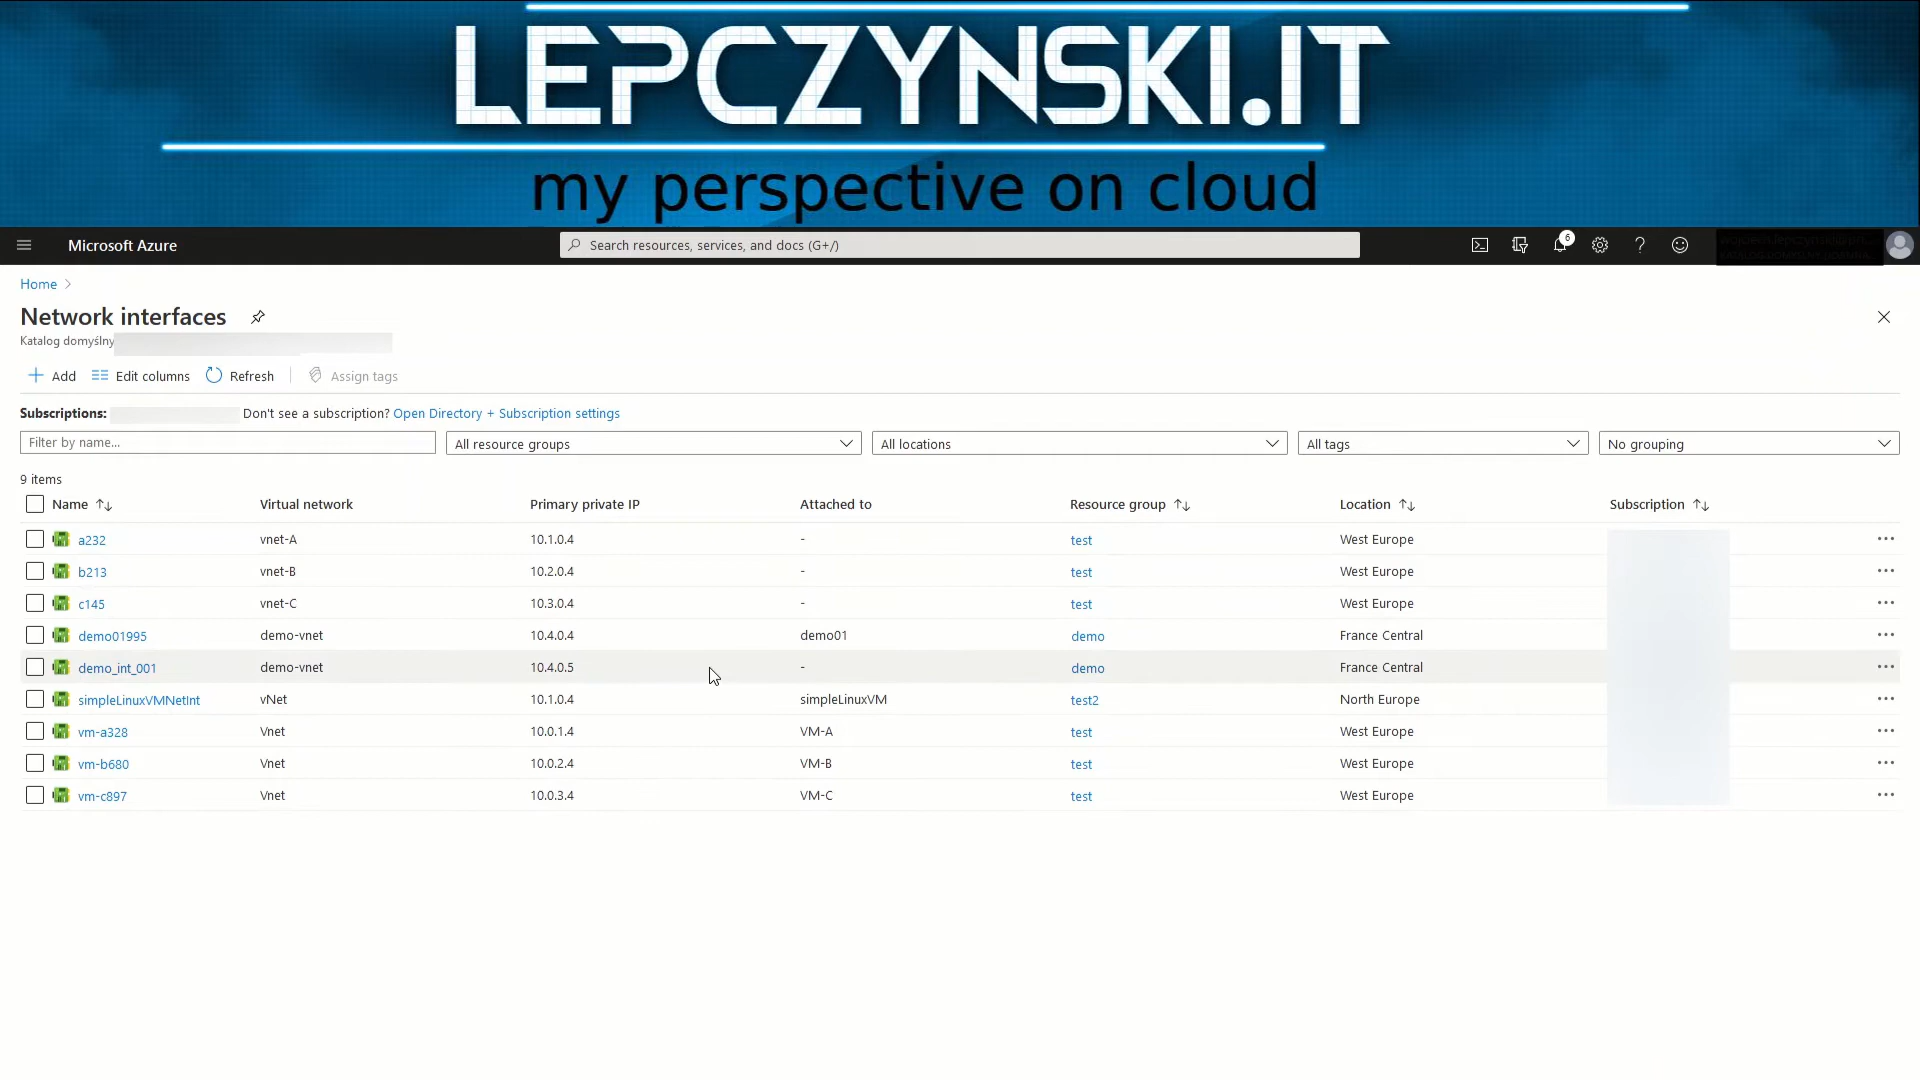 LEPCZYNSKI.IT
my perspective on cloud
Microsoft Azure
Search resources, services, and docs (G+/)
6
Home
Network interfaces
Katalog domyślny
Add
Edit columns
Refresh
Assign tags
Subscriptions:
Don't see a subscription? Open Directory + Subscription settings
Filter by name...
All resource groups
All locations
All tags
No grouping
9 items
Name Virtual network Primary private IP Attached to Resource group Location Subscription
a232 vnet-A 10.1.0.4 - test West Europe
b213 vnet-B 10.2.0.4 - test West Europe
c145 vnet-C 10.3.0.4 - test West Europe
demo01995 demo-vnet 10.4.0.4 demo01 demo France Central
demo_int_001 demo-vnet 10.4.0.5 - demo France Central
simpleLinuxVMNetInt vNet 10.1.0.4 simpleLinuxVM test2 North Europe
vm-a328 Vnet 10.0.1.4 VM-A test West Europe
vm-b680 Vnet 10.0.2.4 VM-B test West Europe
vm-c897 Vnet 10.0.3.4 VM-C test West Europe